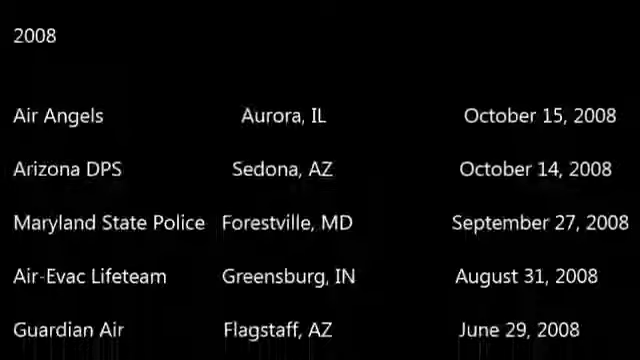 2008
Air Angels Aurora, IL October 15, 2008
Arizona DPS Sedona, AZ October 14, 2008
Maryland State Police Forestville, MD September 27, 2008
Air-Evac Lifeteam Greensburg, IN August 31, 2008
Guardian Air Flagstaff, AZ June 29, 2008